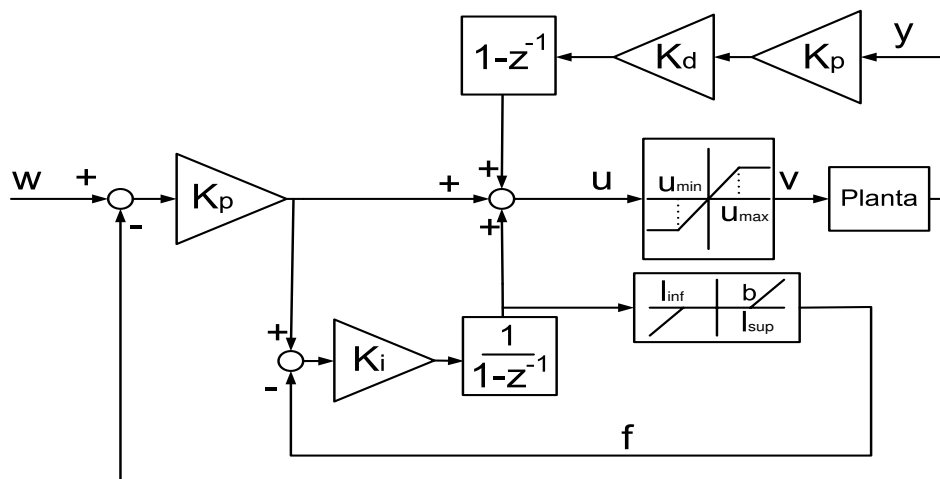 1-z⁻¹
K_d
K_p
y
w
+
-
K_p
+
+
+
u
u_min
u_max
v
Planta
I_inf
b
I_sup
+
-
K_i
1
1-z⁻¹
f